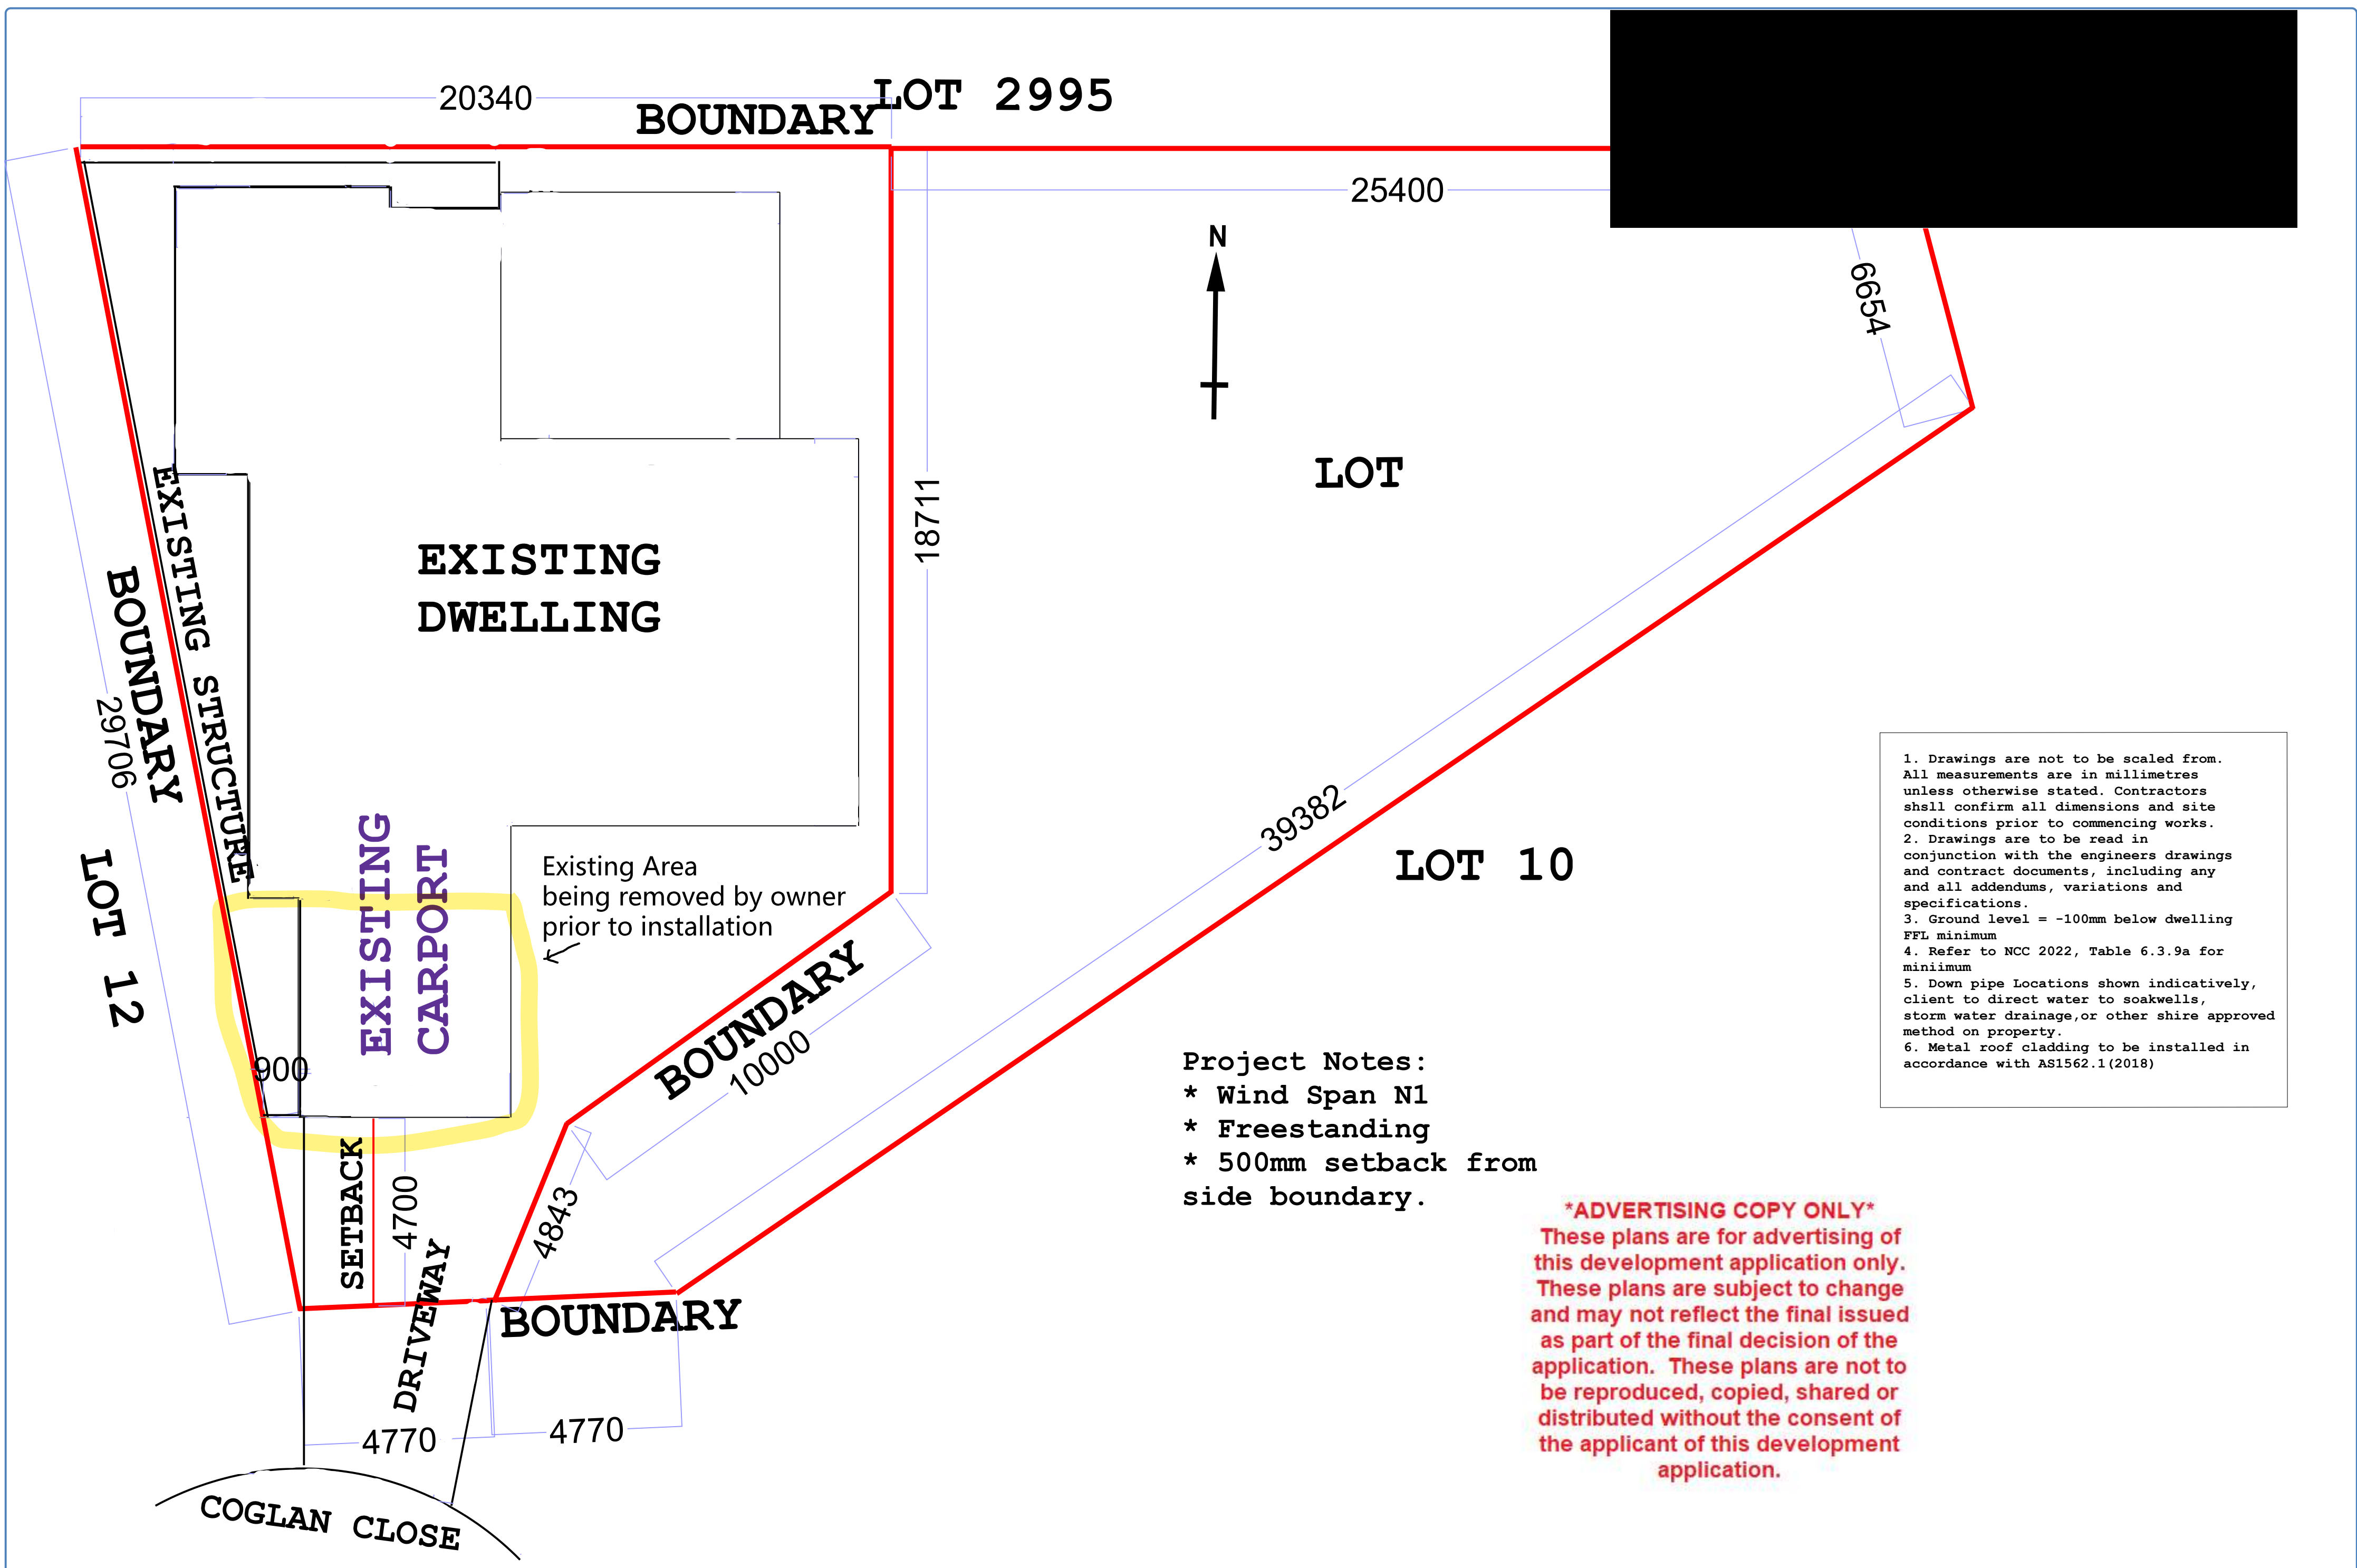 20340
LOT 2995
BOUNDARY
25400
N
6654
LOT
18711
EXISTING
DWELLING
EXISTING STRUCTURE
BOUNDARY
29706
LOT 12
39382
LOT 10
EXISTING
CARPORT
Existing Area
being removed by owner
prior to installation
BOUNDARY
10000
900
SETBACK
4700
4843
DRIVEWAY
BOUNDARY
4770
4770
COGLAN CLOSE
1. Drawings are not to be scaled from.
All measurements are in millimetres
unless otherwise stated. Contractors
shsll confirm all dimensions and site
conditions prior to commencing works.
2. Drawings are to be read in
conjunction with the engineers drawings
and contract documents, including any
and all addendums, variations and
specifications.
3. Ground level = -100mm below dwelling
FFL minimum
4. Refer to NCC 2022, Table 6.3.9a for
miniimum
5. Down pipe Locations shown indicatively,
client to direct water to soakwells,
storm water drainage,or other shire approved
method on property.
6. Metal roof cladding to be installed in
accordance with AS1562.1(2018)
Project Notes:
* Wind Span N1
* Freestanding
* 500mm setback from
side boundary.
*ADVERTISING COPY ONLY*
These plans are for advertising of
this development application only.
These plans are subject to change
and may not reflect the final issued
as part of the final decision of the
application. These plans are not to
be reproduced, copied, shared or
distributed without the consent of
the applicant of this development
application.